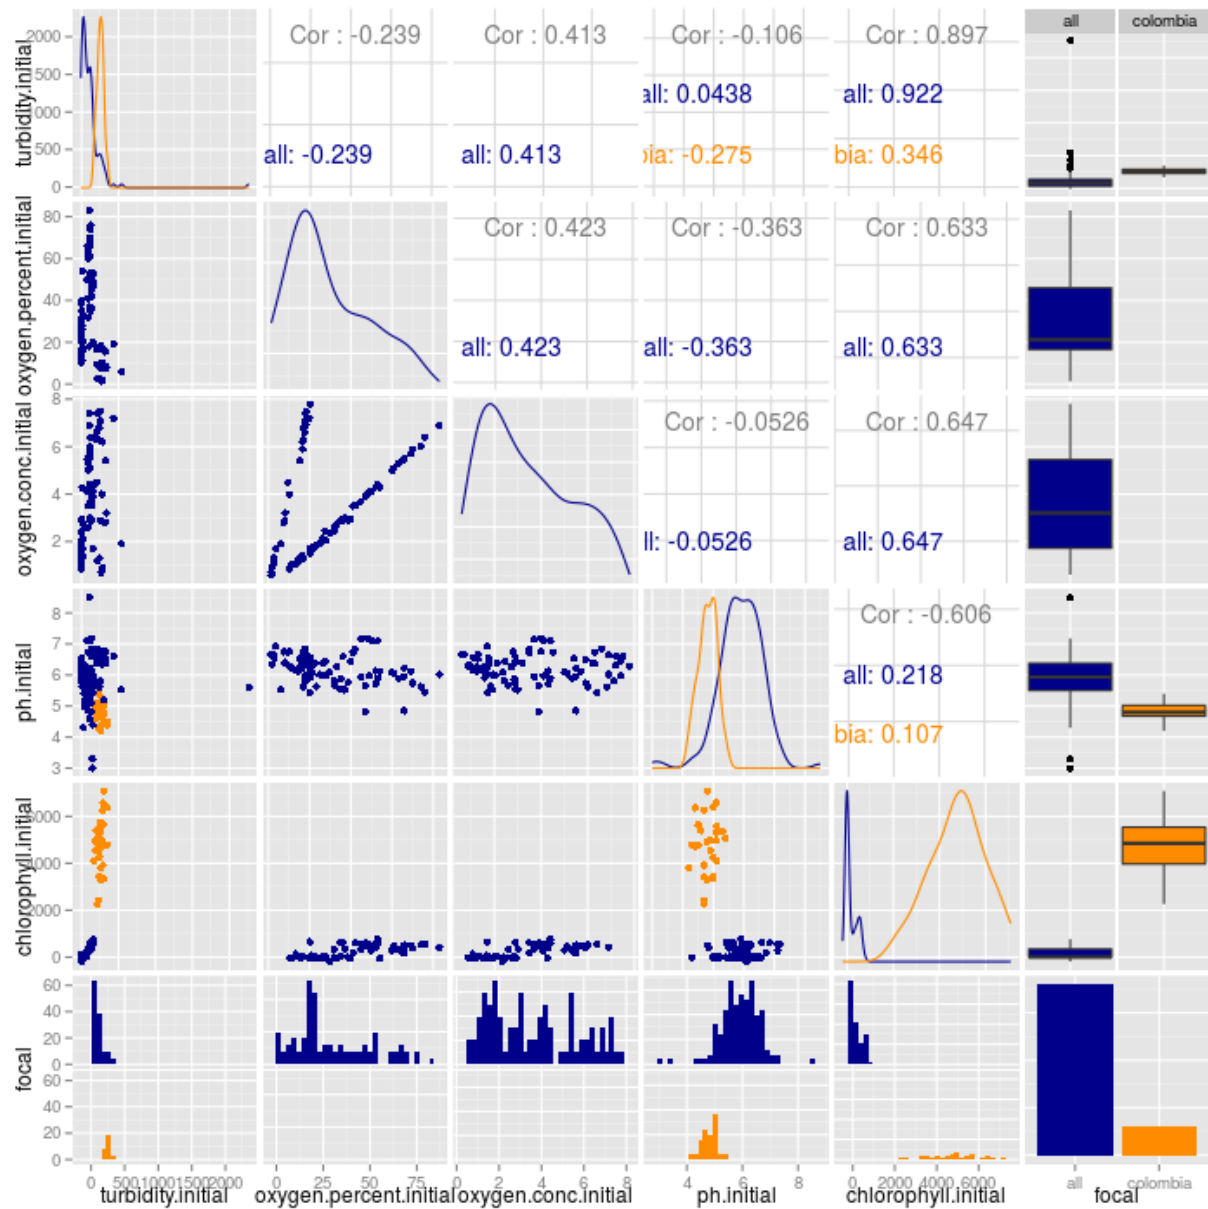 all colombia
turbidity.initial
2000
1500
1000
500
0
Cor : -0.239
all: -0.239
Cor : 0.413
all: 0.413
Cor : -0.106
all: 0.0438
bia: -0.275
Cor : 0.897
all: 0.922
bia: 0.346
oxygen.percent.initial
80
60
40
20
0
Cor : 0.423
all: 0.423
Cor : -0.363
all: -0.363
Cor : 0.633
all: 0.633
oxygen.conc.initial
8
6
4
2
Cor : -0.0526
ll: -0.0526
Cor : 0.647
all: 0.647
ph.initial
8
7
6
5
4
3
Cor : -0.606
all: 0.218
bia: 0.107
chlorophyll.initial
6000
4000
2000
0
focal
60
40
20
0
60
40
20
0
0 500 1000 1500 2000
0 25 50 75
0 2 4 6 8
4 6 8
0 2000 4000 6000
all colombia
turbidity.initial oxygen.percent.initial oxygen.conc.initial ph.initial chlorophyll.initial focal